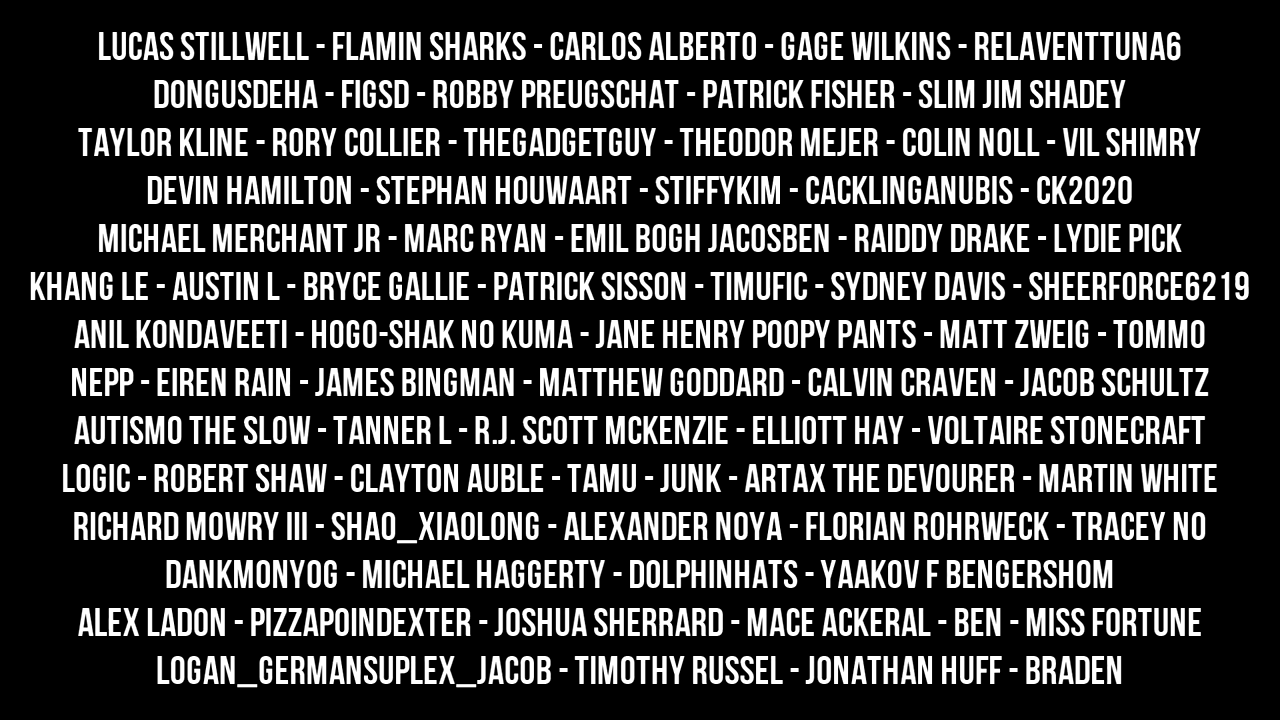 LUCAS STILLWELL - FLAMIN SHARKS - CARLOS ALBERTO - GAGE WILKINS - RELAVENTTUNA6
DONGUSDEHA - FIGSD - ROBBY PREUGSCHAT - PATRICK FISHER - SLIM JIM SHADEY
TAYLOR KLINE - RORY COLLIER - THEGADGETGUY - THEODOR MEJER - COLIN NOLL - VIL SHIMRY
DEVIN HAMILTON - STEPHAN HOUWAART - STIFFYKIM - CACKLINGANUBIS - CK2020
MICHAEL MERCHANT JR - MARC RYAN - EMIL BOGH JACOSBEN - RAIDDY DRAKE - LYDIE PICK
KHANG LE - AUSTIN L - BRYCE GALLIE - PATRICK SISSON - TIMUFIC - SYDNEY DAVIS - SHEERFORCE6219
ANIL KONDAVEETI - HOGO-SHAK NO KUMA - JANE HENRY POOPY PANTS - MATT ZWEIG - TOMMO
NEPP - EIREN RAIN - JAMES BINGMAN - MATTHEW GODDARD - CALVIN CRAVEN - JACOB SCHULTZ
AUTISMO THE SLOW - TANNER L - R.J. SCOTT MCKENZIE - ELLIOTT HAY - VOLTAIRE STONECRAFT
LOGIC - ROBERT SHAW - CLAYTON AUBLE - TAMU - JUNK - ARTAX THE DEVOURER - MARTIN WHITE
RICHARD MOWRY III - SHAO_XIAOLONG - ALEXANDER NOYA - FLORIAN ROHRWECK - TRACEY NO
DANKMONYOG - MICHAEL HAGGERTY - DOLPHINHATS - YAAKOV F BENGERSHOM
ALEX LADON - PIZZAPOINDEXTER - JOSHUA SHERRARD - MACE ACKERAL - BEN - MISS FORTUNE
LOGAN_GERMANSUPLEX_JACOB - TIMOTHY RUSSEL - JONATHAN HUFF - BRADEN